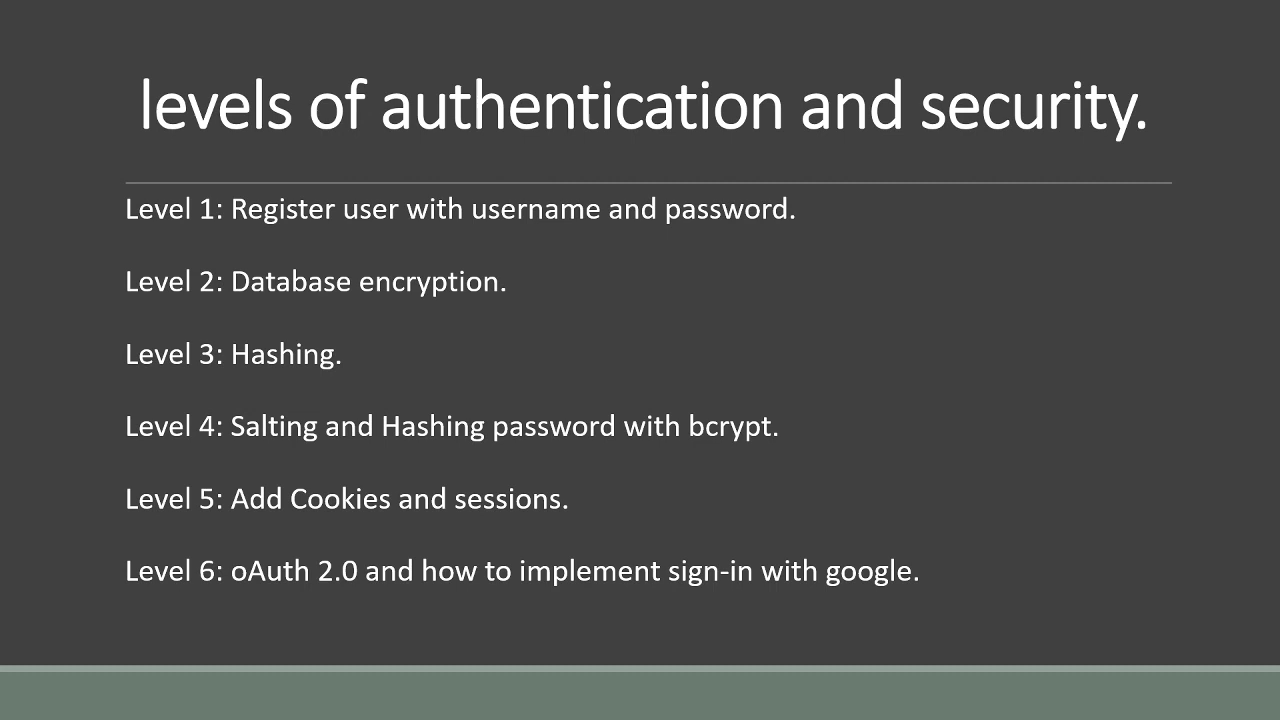 levels of authentication and security.
Level 1: Register user with username and password.
Level 2: Database encryption.
Level 3: Hashing.
Level 4: Salting and Hashing password with bcrypt.
Level 5: Add Cookies and sessions.
Level 6: oAuth 2.0 and how to implement sign-in with google.